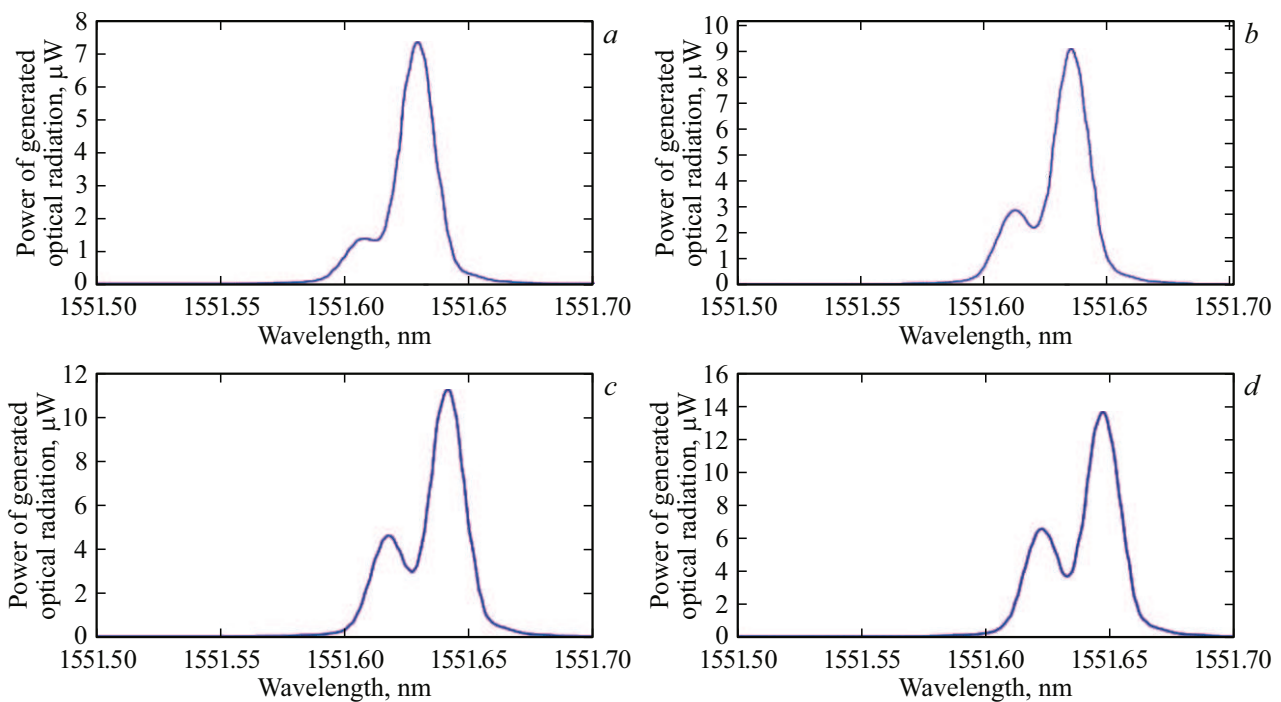 a
Power of generated
optical radiation, μW
8
7
6
5
4
3
2
1
0
1551.50 1551.55 1551.60 1551.65 1551.70
Wavelength, nm
b
Power of generated
optical radiation, μW
10
9
8
7
6
5
4
3
2
1
0
1551.50 1551.55 1551.60 1551.65 1551.70
Wavelength, nm
c
Power of generated
optical radiation, μW
12
10
8
6
4
2
0
1551.50 1551.55 1551.60 1551.65 1551.70
Wavelength, nm
d
Power of generated
optical radiation, μW
16
14
12
10
8
6
4
2
0
1551.50 1551.55 1551.60 1551.65 1551.70
Wavelength, nm